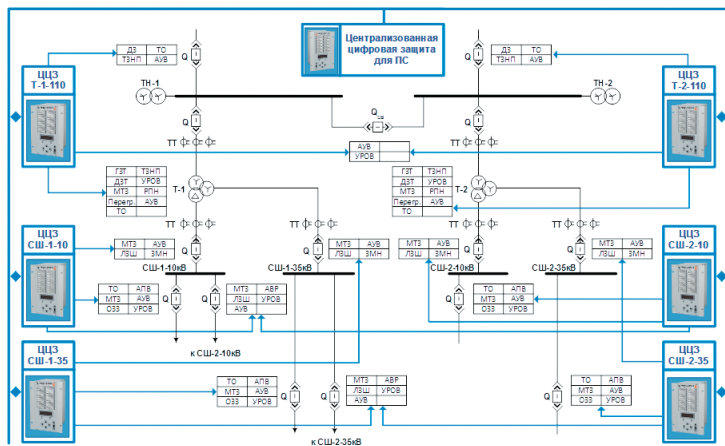 Централизованная
цифровая защита
для ПС
ЦЦЗ
Т-1-110
ДЗ ТО
ТЗНП АУВ
Q
Q
ДЗ ТО
ТЗНП АУВ
ЦЦЗ
Т-2-110
ТН-1
ТН-2
Q
Qсв
Q
ТТ
АУВ
УРОВ
ТТ
ГЗТ ТЗНП
ДЗТ УРОВ
МТЗ РПН
Перегр. АУВ
ТО
Т-1
ГЗТ ТЗНП
ДЗТ УРОВ
МТЗ РПН
Перегр. АУВ
ТО
Т-2
ТТ
ТТ
ТТ
ТТ
ЦЦЗ
СШ-1-10
МТЗ АУВ
ЛЗШ ЗМН
Q
Q
МТЗ АУВ
ЛЗШ ЗМН
МТЗ АУВ
ЛЗШ ЗМН
Q
Q
МТЗ АУВ
ЛЗШ ЗМН
ЦЦЗ
СШ-2-10
СШ-1-10кВ
СШ-1-35кВ
СШ-2-10кВ
СШ-2-35кВ
ТО АПВ
МТЗ АУВ
ОЗЗ УРОВ
Q
Q
МТЗ АВР
ЛЗШ УРОВ
АУВ
Q
ТО АПВ
МТЗ АУВ
ОЗЗ УРОВ
к СШ-2-10кВ
ЦЦЗ
СШ-1-35
ЦЦЗ
СШ-2-35
ТО АПВ
МТЗ АУВ
ОЗЗ УРОВ
Q
Q
МТЗ АВР
ЛЗШ УРОВ
АУВ
Q
ТО АПВ
МТЗ АУВ
ОЗЗ УРОВ
к СШ-2-35кВ